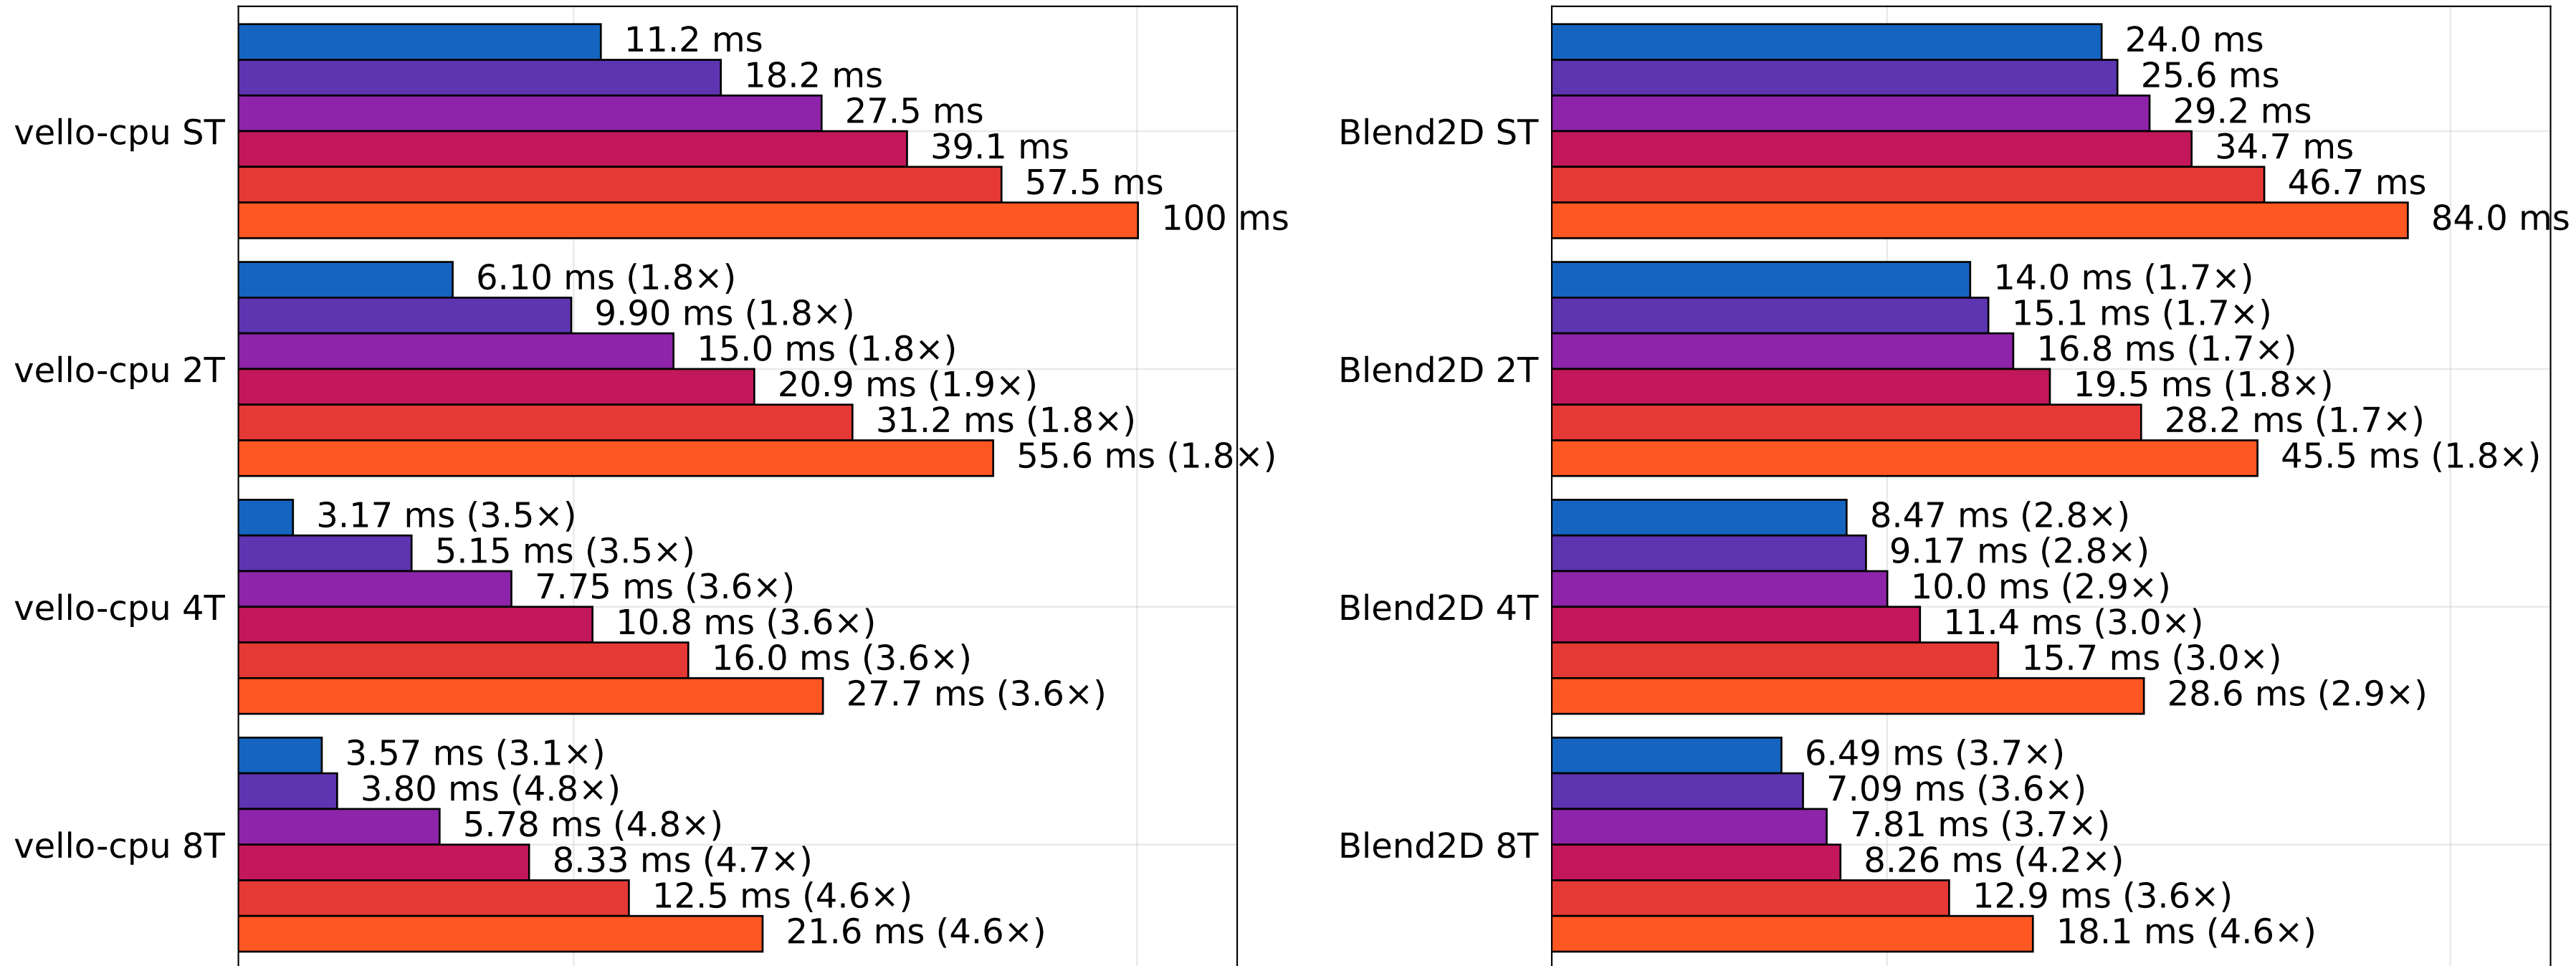 vello-cpu ST
11.2 ms
18.2 ms
27.5 ms
39.1 ms
57.5 ms
100 ms
vello-cpu 2T
6.10 ms (1.8×)
9.90 ms (1.8×)
15.0 ms (1.8×)
20.9 ms (1.9×)
31.2 ms (1.8×)
55.6 ms (1.8×)
vello-cpu 4T
3.17 ms (3.5×)
5.15 ms (3.5×)
7.75 ms (3.6×)
10.8 ms (3.6×)
16.0 ms (3.6×)
27.7 ms (3.6×)
vello-cpu 8T
3.57 ms (3.1×)
3.80 ms (4.8×)
5.78 ms (4.8×)
8.33 ms (4.7×)
12.5 ms (4.6×)
21.6 ms (4.6×)
Blend2D ST
24.0 ms
25.6 ms
29.2 ms
34.7 ms
46.7 ms
84.0 ms
Blend2D 2T
14.0 ms (1.7×)
15.1 ms (1.7×)
16.8 ms (1.7×)
19.5 ms (1.8×)
28.2 ms (1.7×)
45.5 ms (1.8×)
Blend2D 4T
8.47 ms (2.8×)
9.17 ms (2.8×)
10.0 ms (2.9×)
11.4 ms (3.0×)
15.7 ms (3.0×)
28.6 ms (2.9×)
Blend2D 8T
6.49 ms (3.7×)
7.09 ms (3.6×)
7.81 ms (3.7×)
8.26 ms (4.2×)
12.9 ms (3.6×)
18.1 ms (4.6×)